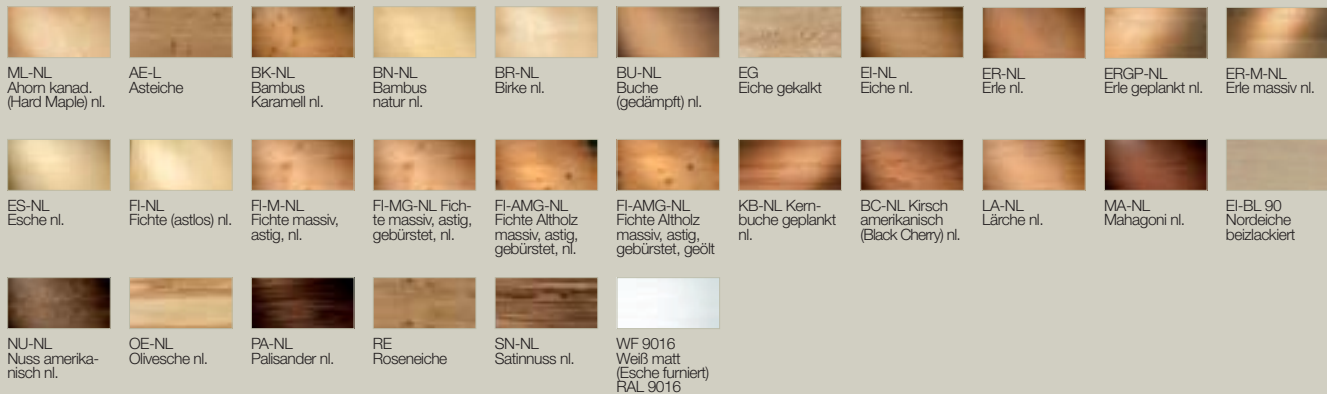 ML-NL
Ahorn kanad.
(Hard Maple) nl.
AE-L
Asteiche
BK-NL
Bambus
Karamell nl.
BN-NL
Bambus
natur nl.
BR-NL
Birke nl.
BU-NL
Buche
(gedämpft) nl.
EG
Eiche gekalkt
EI-NL
Eiche nl.
ER-NL
Erle nl.
ERGP-NL
Erle geplankt nl.
ER-M-NL
Erle massiv nl.
ES-NL
Esche nl.
FI-NL
Fichte (astlos) nl.
FI-M-NL
Fichte massiv,
astig, nl.
FI-MG-NL Fich-
te massiv, astig,
gebürstet, nl.
FI-AMG-NL
Fichte Altholz
massiv, astig,
gebürstet, nl.
FI-AMG-NL
Fichte Altholz
massiv, astig,
gebürstet, geölt
KB-NL Kern-
buche geplankt
nl.
BC-NL Kirsch
amerikanisch
(Black Cherry) nl.
LA-NL
Lärche nl.
MA-NL
Mahagoni nl.
EI-BL 90
Nordeiche
beizlackiert
NU-NL
Nuss amerika-
nisch nl.
OE-NL
Olivesche nl.
PA-NL
Palisander nl.
RE
Roseneiche
SN-NL
Satinnuss nl.
WF 9016
Weiß matt
(Esche furniert)
RAL 9016